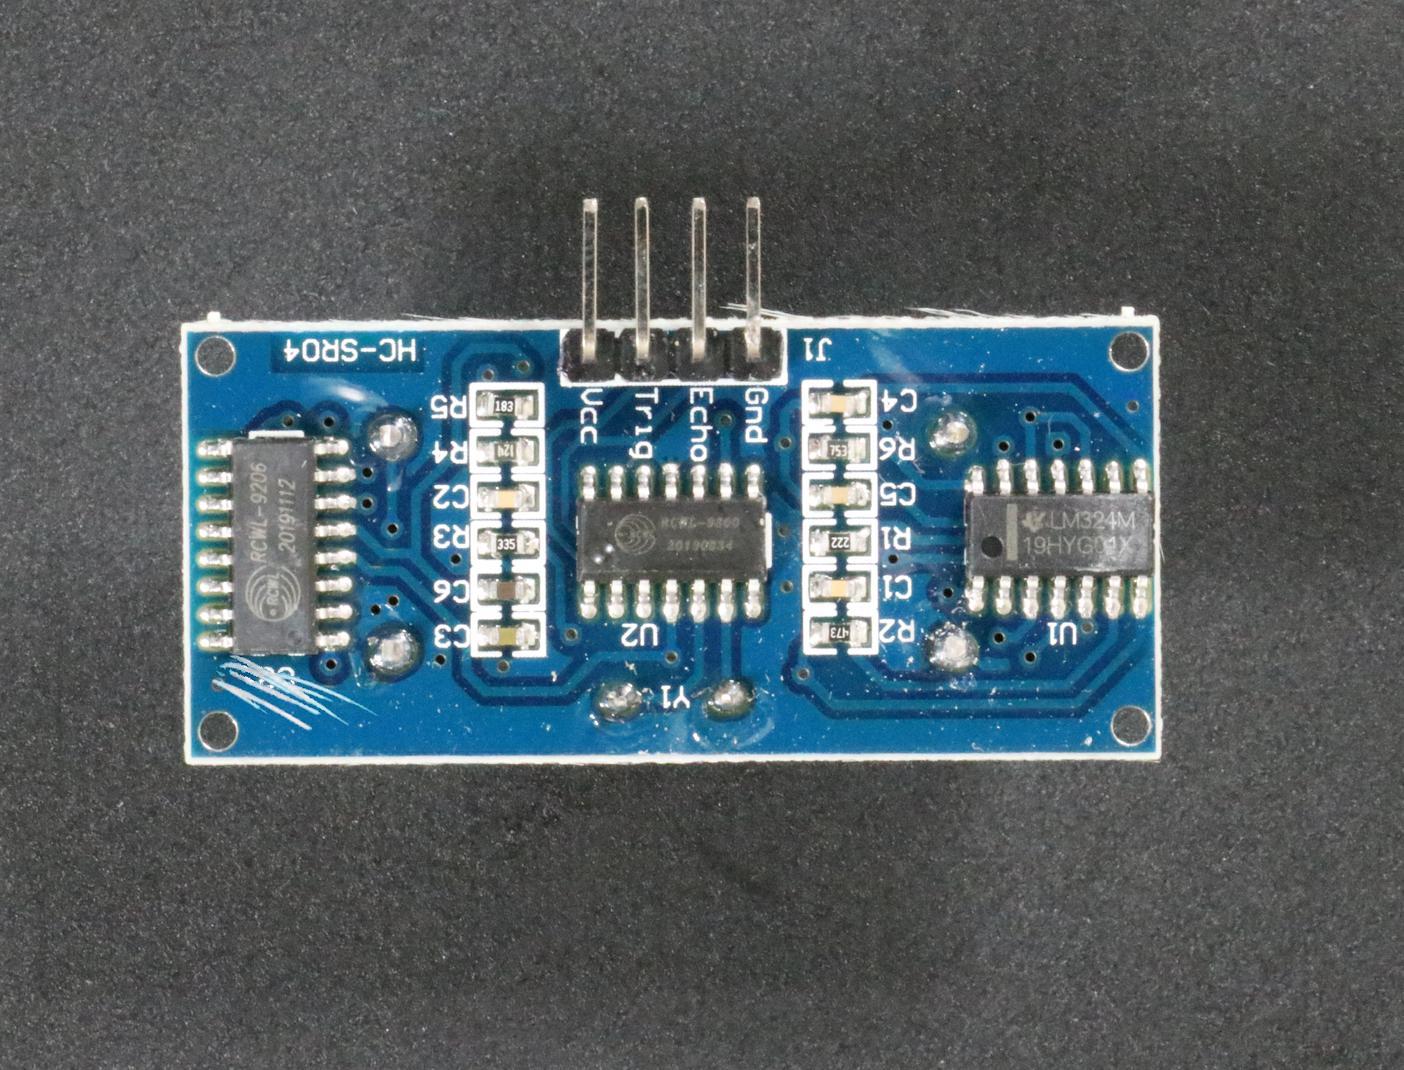 HC-SR04
J1
Vcc
Trig
Echo
Gnd
R5
183
R4
124
C2
R3
335
C6
C3
C4
R6
753
C5
R1
222
C1
R2
473
RCWL-9206
20191112
RCWL
U2
Y1
LM324M
19HYG01X
U1